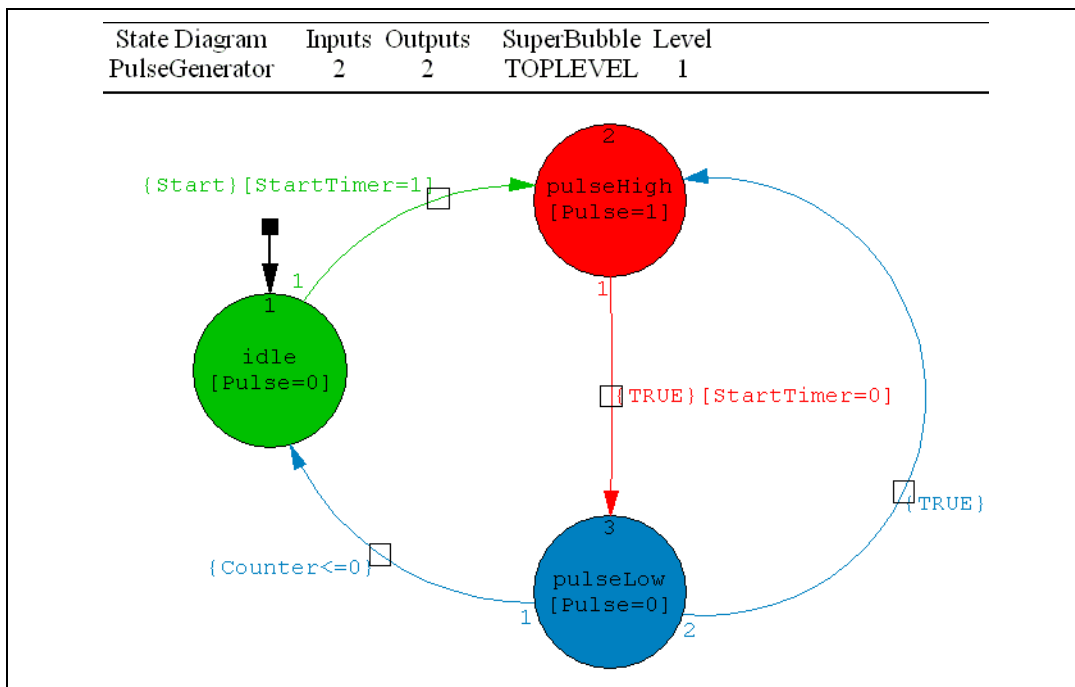 State Diagram Inputs Outputs SuperBubble Level
PulseGenerator 2 2 TOPLEVEL 1
2
{Start}[StartTimer=1]
pulseHigh
[Pulse=1]
1
1
1
idle
[Pulse=0]
{TRUE}[StartTimer=0]
{TRUE}
3
{Counter<=0}
pulseLow
[Pulse=0]
1
2